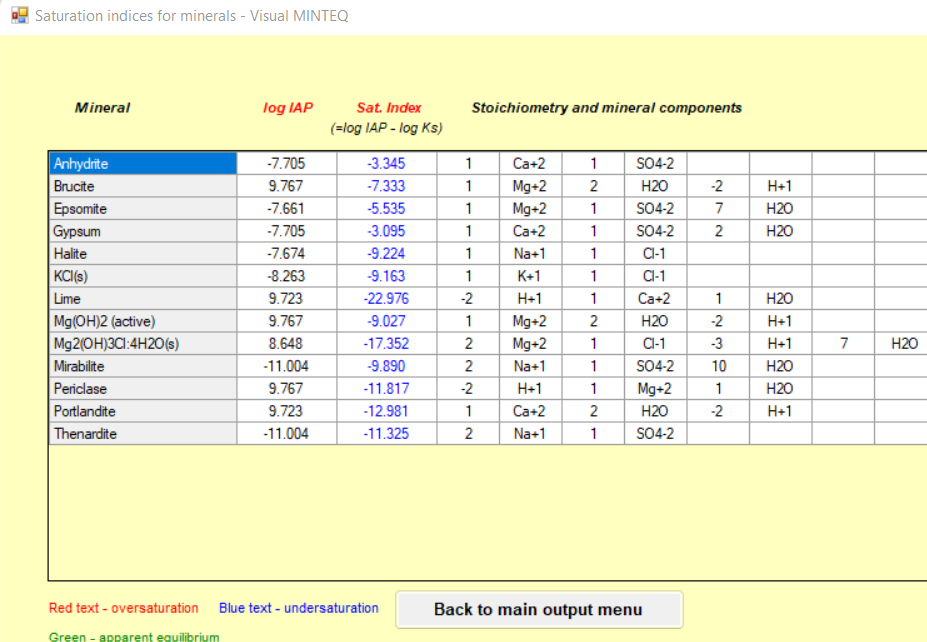 Saturation indices for minerals - Visual MINTEQ
Mineral log IAP Sat. Index Stoichiometry and mineral components
(=log IAP - log Ks)
Anhydrite -7.705 -3.345 1 Ca+2 1 SO4-2
Brucite 9.767 -7.333 1 Mg+2 2 H2O -2 H+1
Epsomite -7.661 -5.535 1 Mg+2 1 SO4-2 7 H2O
Gypsum -7.705 -3.095 1 Ca+2 1 SO4-2 2 H2O
Halite -7.674 -9.224 1 Na+1 1 Cl-1
KCl(s) -8.263 -9.163 1 K+1 1 Cl-1
Lime 9.723 -22.976 -2 H+1 1 Ca+2 1 H2O
Mg(OH)2 (active) 9.767 -9.027 1 Mg+2 2 H2O -2 H+1
Mg2(OH)3Cl:4H2O(s) 8.648 -17.352 2 Mg+2 1 Cl-1 -3 H+1 7 H2O
Mirabilite -11.004 -9.890 2 Na+1 1 SO4-2 10 H2O
Periclase 9.767 -11.817 -2 H+1 1 Mg+2 1 H2O
Portlandite 9.723 -12.981 1 Ca+2 2 H2O -2 H+1
Thenardite -11.004 -11.325 2 Na+1 1 SO4-2
Red text - oversaturation Blue text - undersaturation Back to main output menu
Green - apparent equilibrium